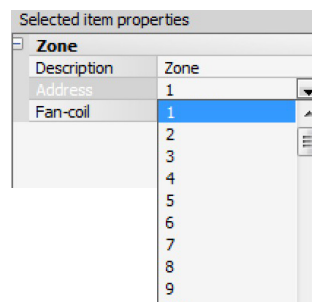 Selected item properties
Zone
Description Zone
Address 1
Fan-coil 1
2
3
4
5
6
7
8
9